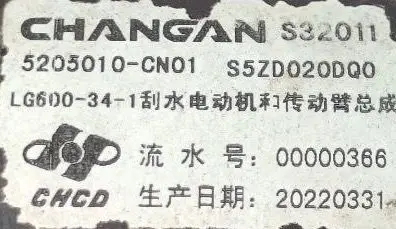 CHANGAN S32011
5205010-CN01 S5ZD020DQ0
LG600-34-1刮水电动机和传动臂总成
流水号：00000366
CHCD
生产日期：20220331